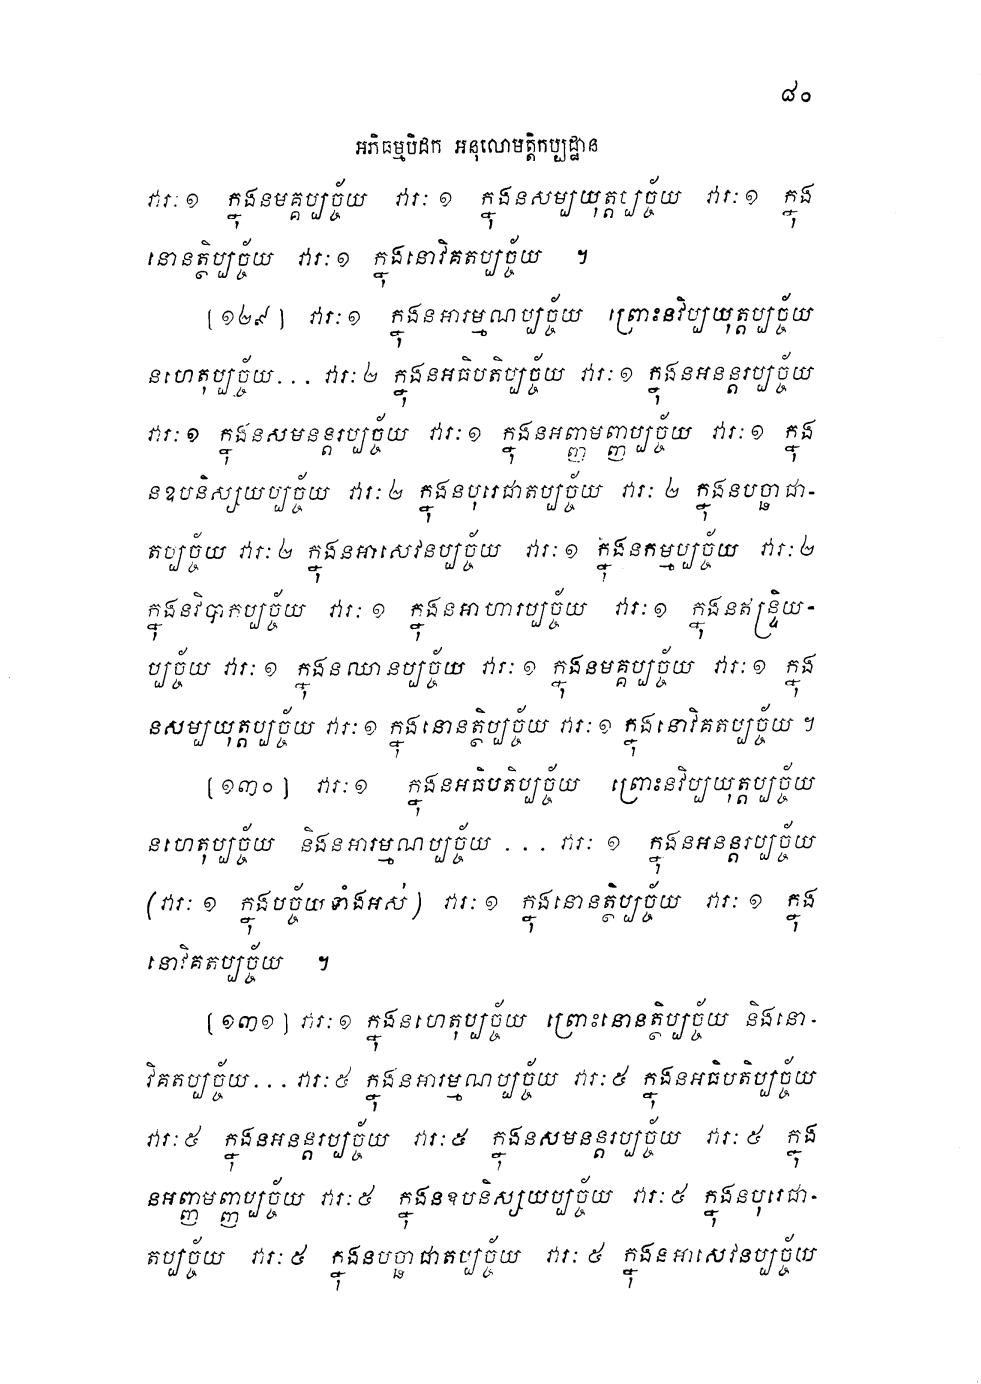 ៨០
អភិធម្មបិដក អនុលោមត្តិកប្បដ្ឋាន
វារៈ ១ ក្នុងនមគ្គប្បច្ច័យ វារៈ ១ ក្នុងនសម្បយុត្តប្បច្ច័យ វារៈ ១ ក្នុង
នោនត្ថិប្បច្ច័យ វារៈ ១ ក្នុងនោវិគតប្បច្ច័យ ។
[១២៩] វារៈ ១ ក្នុងនអារម្មណប្បច្ច័យ ព្រោះនវិប្បយុត្តប្បច្ច័យ
នហេតុប្បច្ច័យ... វារៈ ២ ក្នុងនអធិបតិប្បច្ច័យ វារៈ ១ ក្នុងនអនន្តរប្បច្ច័យ
វារៈ ១ ក្នុងនសមនន្តរប្បច្ច័យ វារៈ ១ ក្នុងនអញ្ញាមញ្ញប្បច្ច័យ វារៈ ១ ក្នុង
នឧបនិស្សយប្បច្ច័យ វារៈ ២ ក្នុងនបុរេជាតប្បច្ច័យ វារៈ ២ ក្នុងនបច្ឆាជា-
តប្បច្ច័យ វារៈ ២ ក្នុងនអាសេវនប្បច្ច័យ វារៈ ១ ក្នុងនកម្មប្បច្ច័យ វារៈ ២
ក្នុងនវិបាកប្បច្ច័យ វារៈ ១ ក្នុងនអាហារប្បច្ច័យ វារៈ ១ ក្នុងនឥន្ទ្រិយ-
ប្បច្ច័យ វារៈ ១ ក្នុងនឈានប្បច្ច័យ វារៈ ១ ក្នុងនមគ្គប្បច្ច័យ វារៈ ១ ក្នុង
នសម្បយុត្តប្បច្ច័យ វារៈ ១ ក្នុងនោនត្ថិប្បច្ច័យ វារៈ ១ ក្នុងនោវិគតប្បច្ច័យ ។
[១៣០] វារៈ ១ ក្នុងនអធិបតិប្បច្ច័យ ព្រោះនវិប្បយុត្តប្បច្ច័យ
នហេតុប្បច្ច័យ និងនអារម្មណប្បច្ច័យ ... វារៈ ១ ក្នុងនអនន្តរប្បច្ច័យ
(វារៈ ១ ក្នុងបច្ច័យទាំងអស់) វារៈ ១ ក្នុងនោនត្ថិប្បច្ច័យ វារៈ ១ ក្នុង
នោវិគតប្បច្ច័យ ។
[១៣១] វារៈ ១ ក្នុងនហេតុប្បច្ច័យ ព្រោះនោនត្ថិប្បច្ច័យ និងនោ-
វិគតប្បច្ច័យ... វារៈ ៥ ក្នុងនអារម្មណប្បច្ច័យ វារៈ ៥ ក្នុងនអធិបតិប្បច្ច័យ
វារៈ ៥ ក្នុងនអនន្តរប្បច្ច័យ វារៈ ៥ ក្នុងនសមនន្តរប្បច្ច័យ វារៈ ៥ ក្នុង
នអញ្ញាមញ្ញប្បច្ច័យ វារៈ ៥ ក្នុងនឧបនិស្សយប្បច្ច័យ វារៈ ៥ ក្នុងនបុរេជា-
តប្បច្ច័យ វារៈ ៥ ក្នុងនបច្ឆាជាតប្បច្ច័យ វារៈ ៥ ក្នុងនអាសេវនប្បច្ច័យ